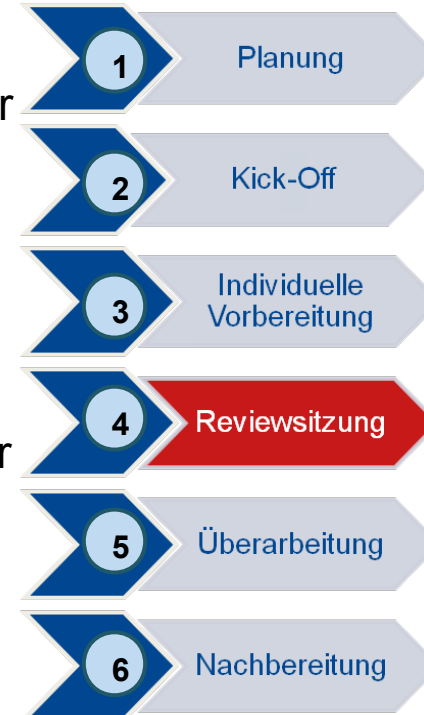 1 Planung
r
2 Kick-Off
3 Individuelle
Vorbereitung
4 Reviewsitzung
r
5 Überarbeitung
6 Nachbereitung